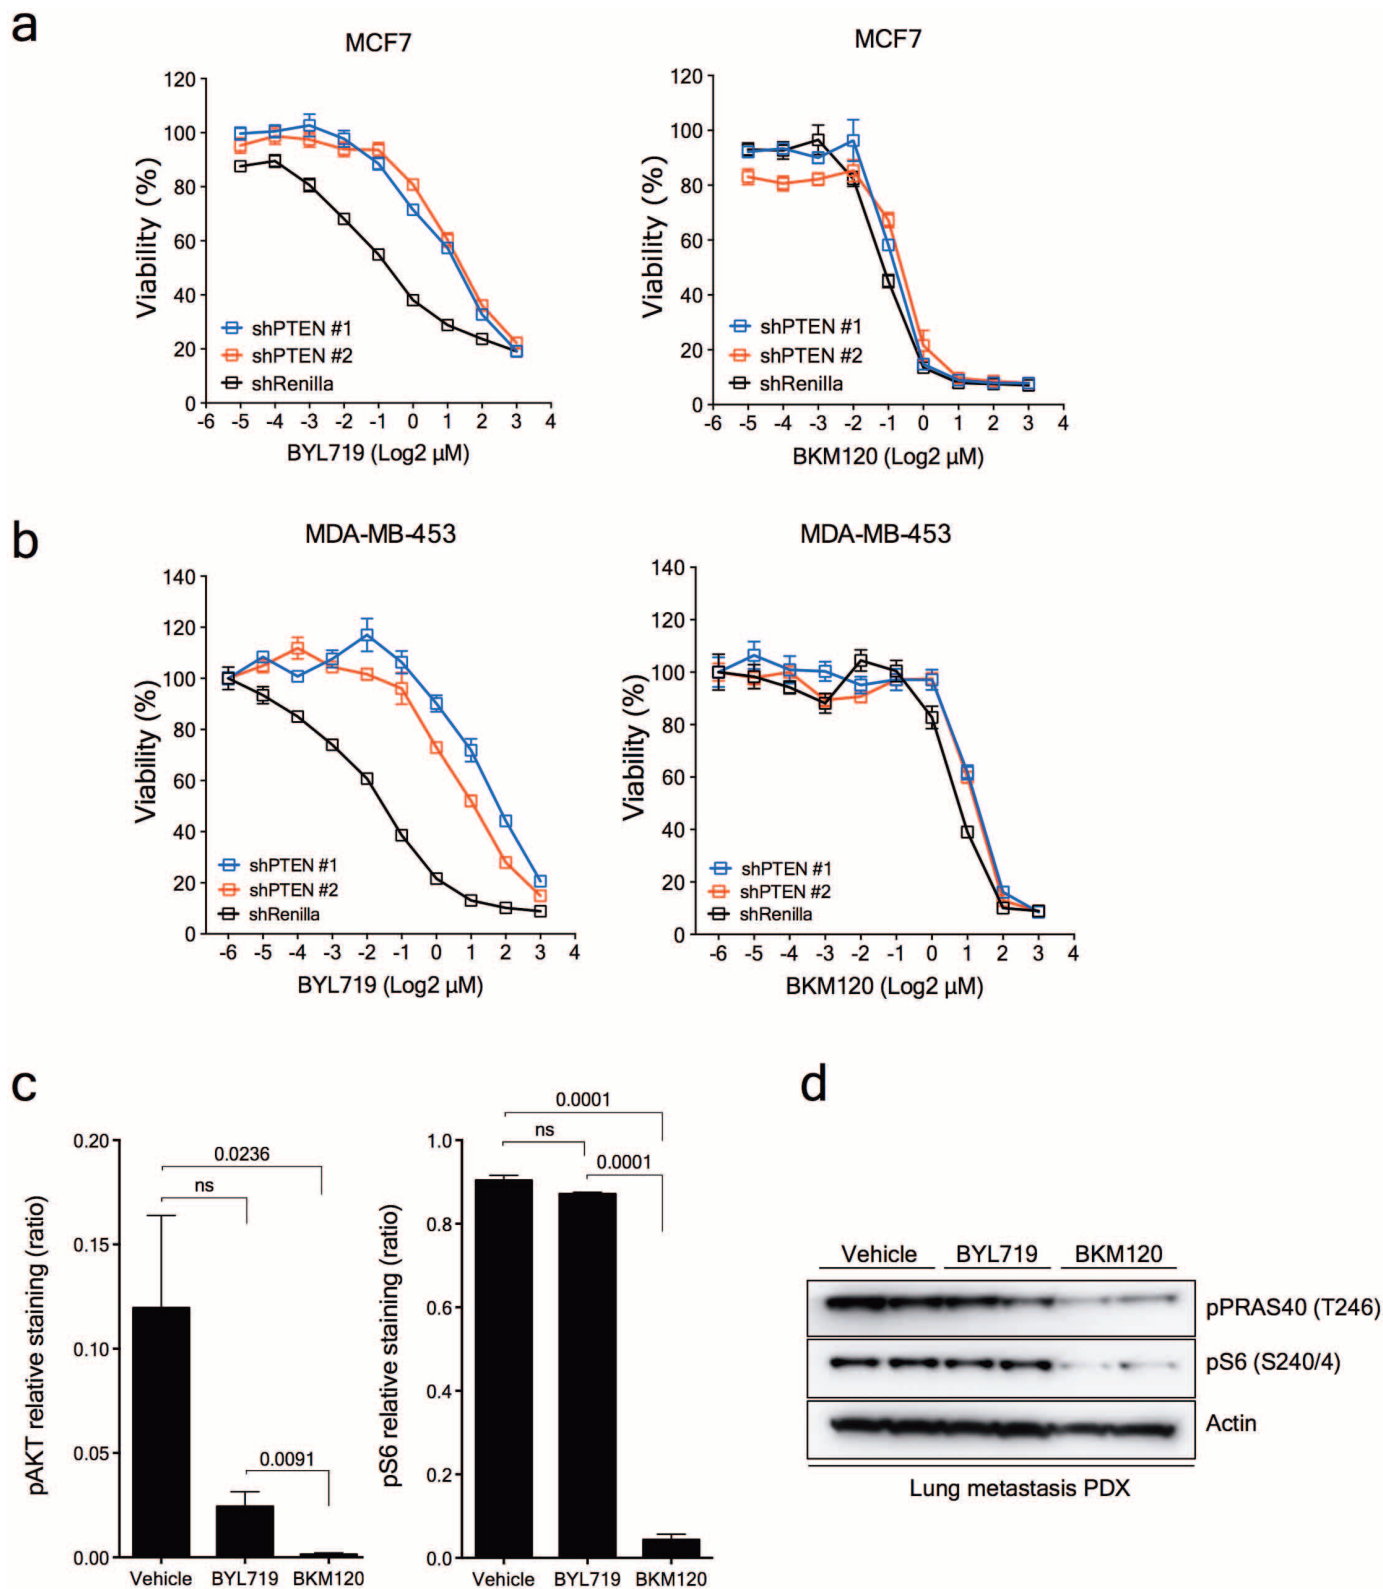 a
MCF7
120
100
80
60
40
20
0
Viability (%)
shPTEN #1
shPTEN #2
shRenilla
-6 -5 -4 -3 -2 -1 0 1 2 3 4
BYL719 (Log2 µM)
MCF7
120
100
80
60
40
20
0
Viability (%)
shPTEN #1
shPTEN #2
shRenilla
-6 -5 -4 -3 -2 -1 0 1 2 3 4
BKM120 (Log2 µM)
b
MDA-MB-453
140
120
100
80
60
40
20
0
Viability (%)
shPTEN #1
shPTEN #2
shRenilla
-6 -5 -4 -3 -2 -1 0 1 2 3 4
BYL719 (Log2 µM)
MDA-MB-453
140
120
100
80
60
40
20
0
Viability (%)
shPTEN #1
shPTEN #2
shRenilla
-6 -5 -4 -3 -2 -1 0 1 2 3 4
BKM120 (Log2 µM)
c
0.20
0.15
0.10
0.05
0.00
pAKT relative staining (ratio)
0.0236
ns
0.0091
Vehicle BYL719 BKM120
1.0
0.8
0.6
0.4
0.2
0.0
pS6 relative staining (ratio)
0.0001
ns
0.0001
Vehicle BYL719 BKM120
d
Vehicle BYL719 BKM120
pPRAS40 (T246)
pS6 (S240/4)
Actin
Lung metastasis PDX